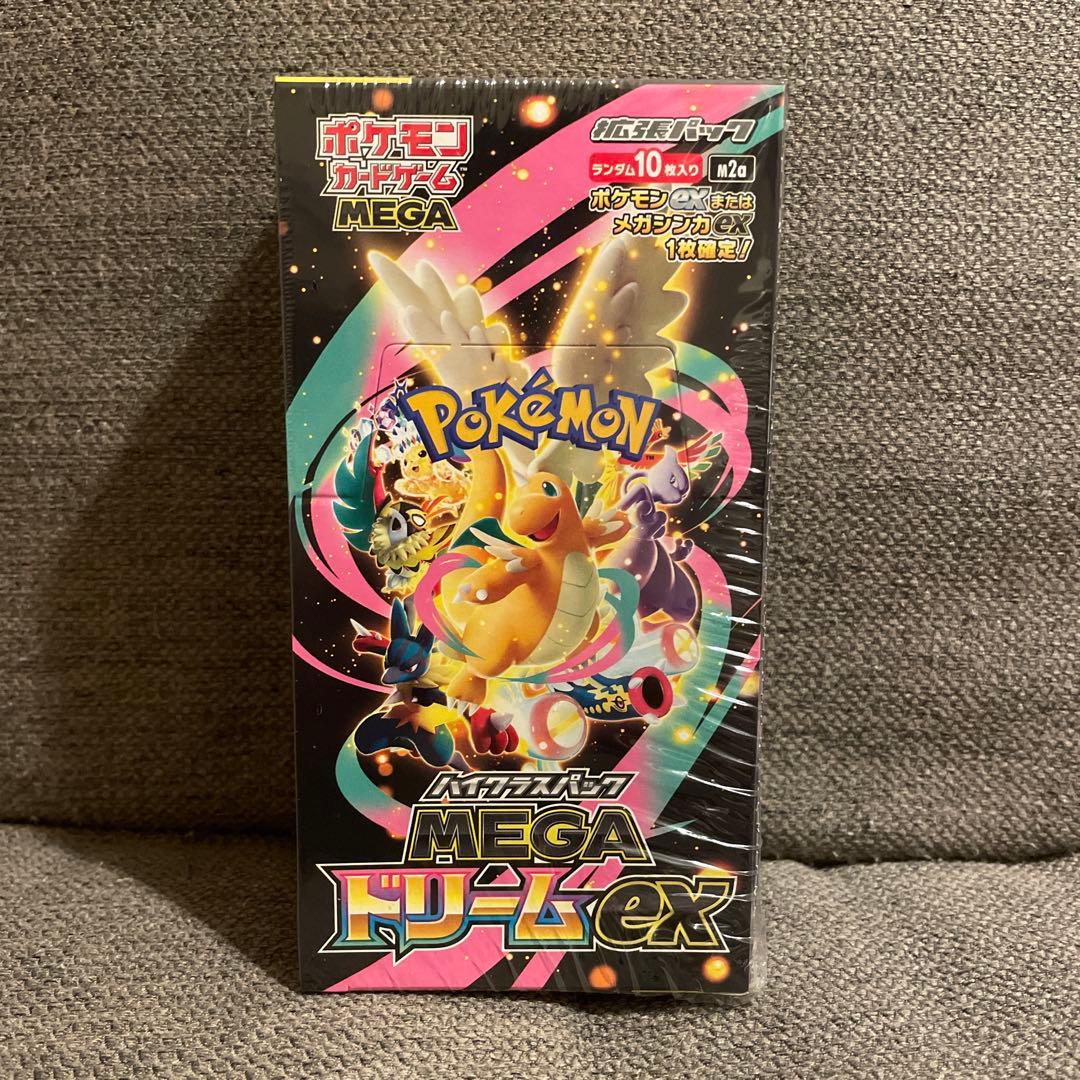 ポケモン
カードゲーム™
MEGA
拡張パック
ランダム10枚入り M2a
ポケモンexまたは
メガシンカex
1枚確定!
POKéMON™
ハイクラスパック
MEGA
ドリームex